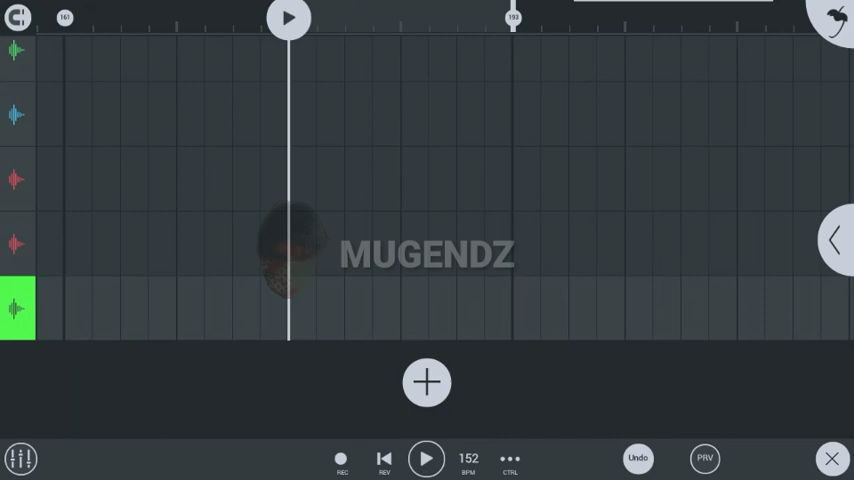 161
193
MUGENDZ
152
Undo
PRV
REC
REV
BPM
CTRL